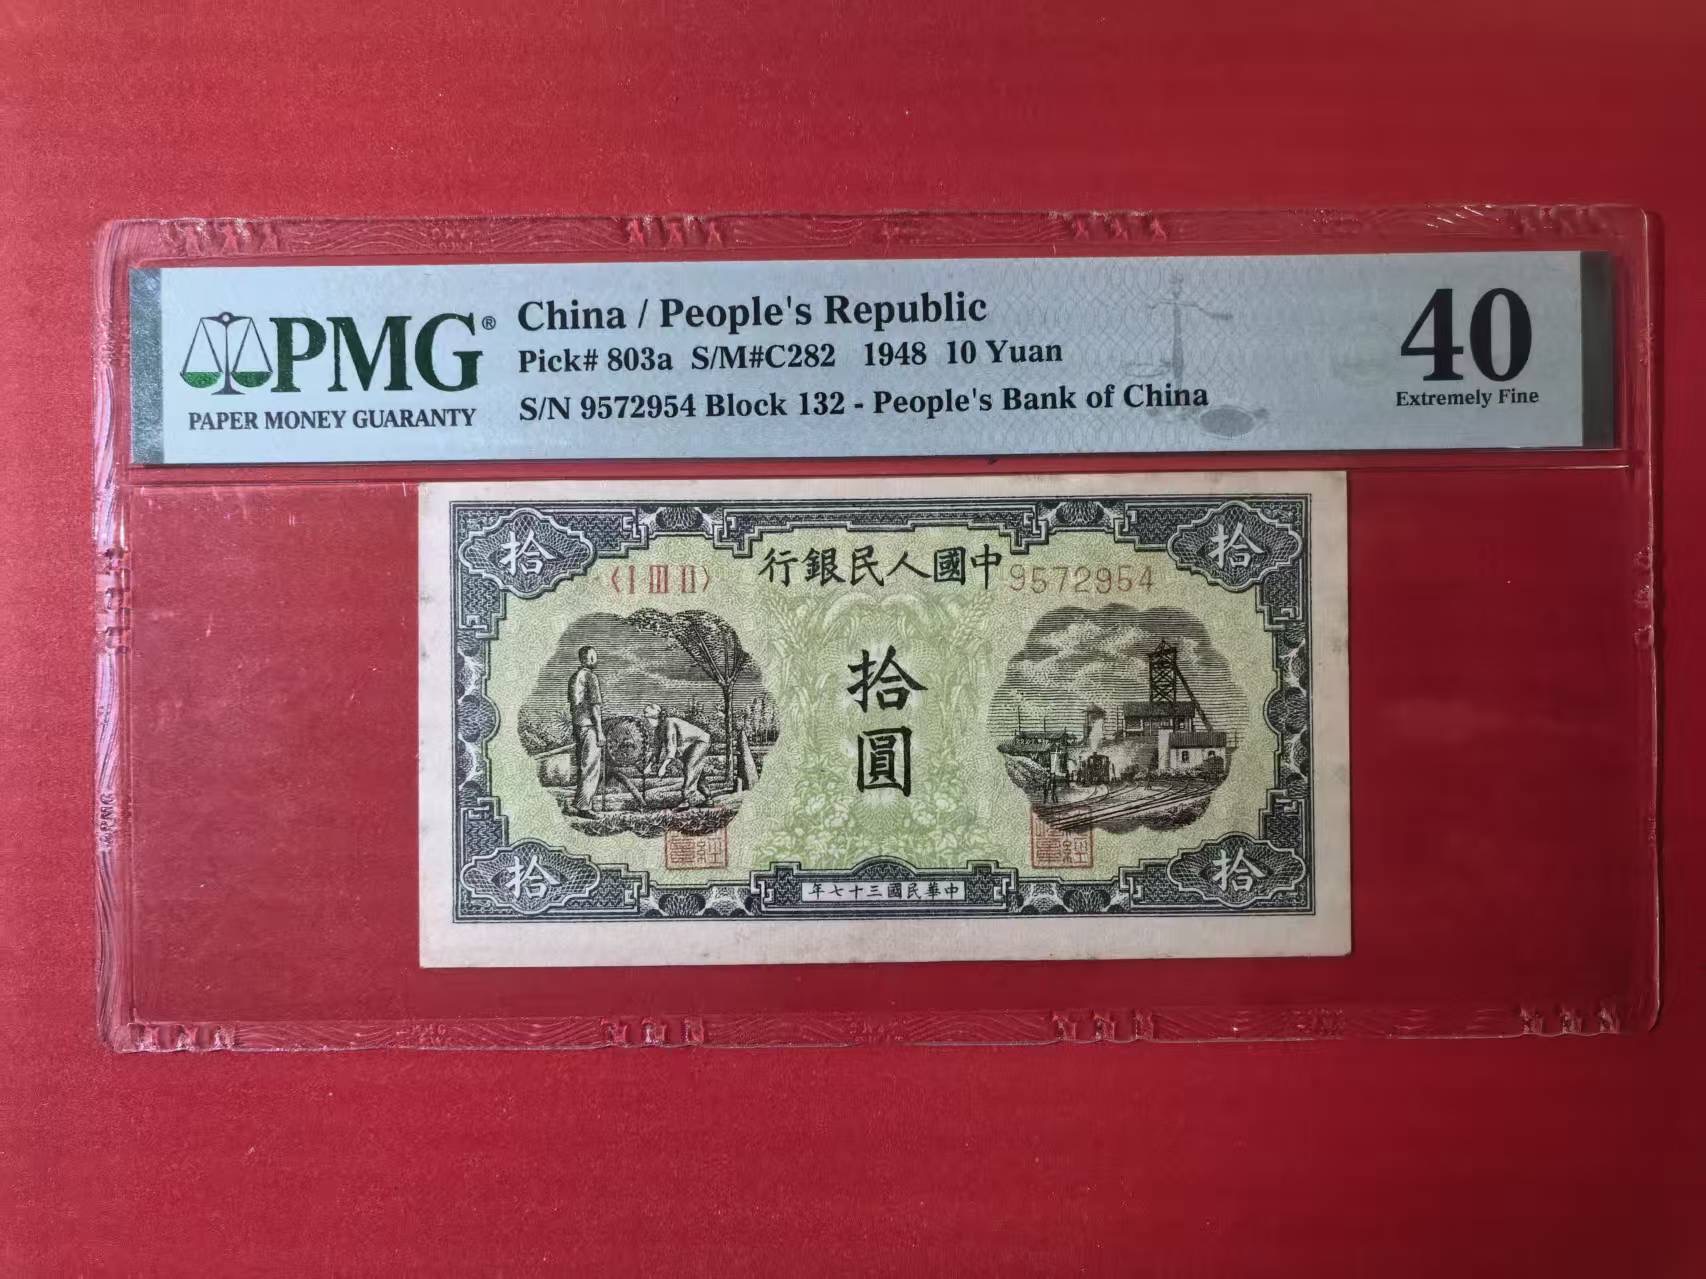 PMG®
PAPER MONEY GUARANTY
China / People's Republic
Pick# 803a S/M#C282 1948 10 Yuan
S/N 9572954 Block 132 - People's Bank of China
40
Extremely Fine
拾
拾
行銀民人國中
〈I III II〉
9572954
拾
圓
拾
拾
年七十三國民華中
PMG